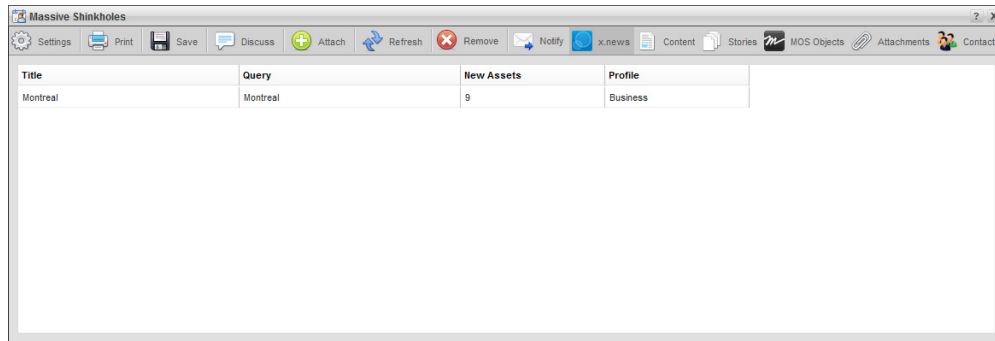 Massive Shinkholes ? X
Settings Print Save Discuss Attach Refresh Remove Notify x.news Content Stories MOS Objects Attachments Contact
Title Query New Assets Profile
Montreal Montreal 9 Business